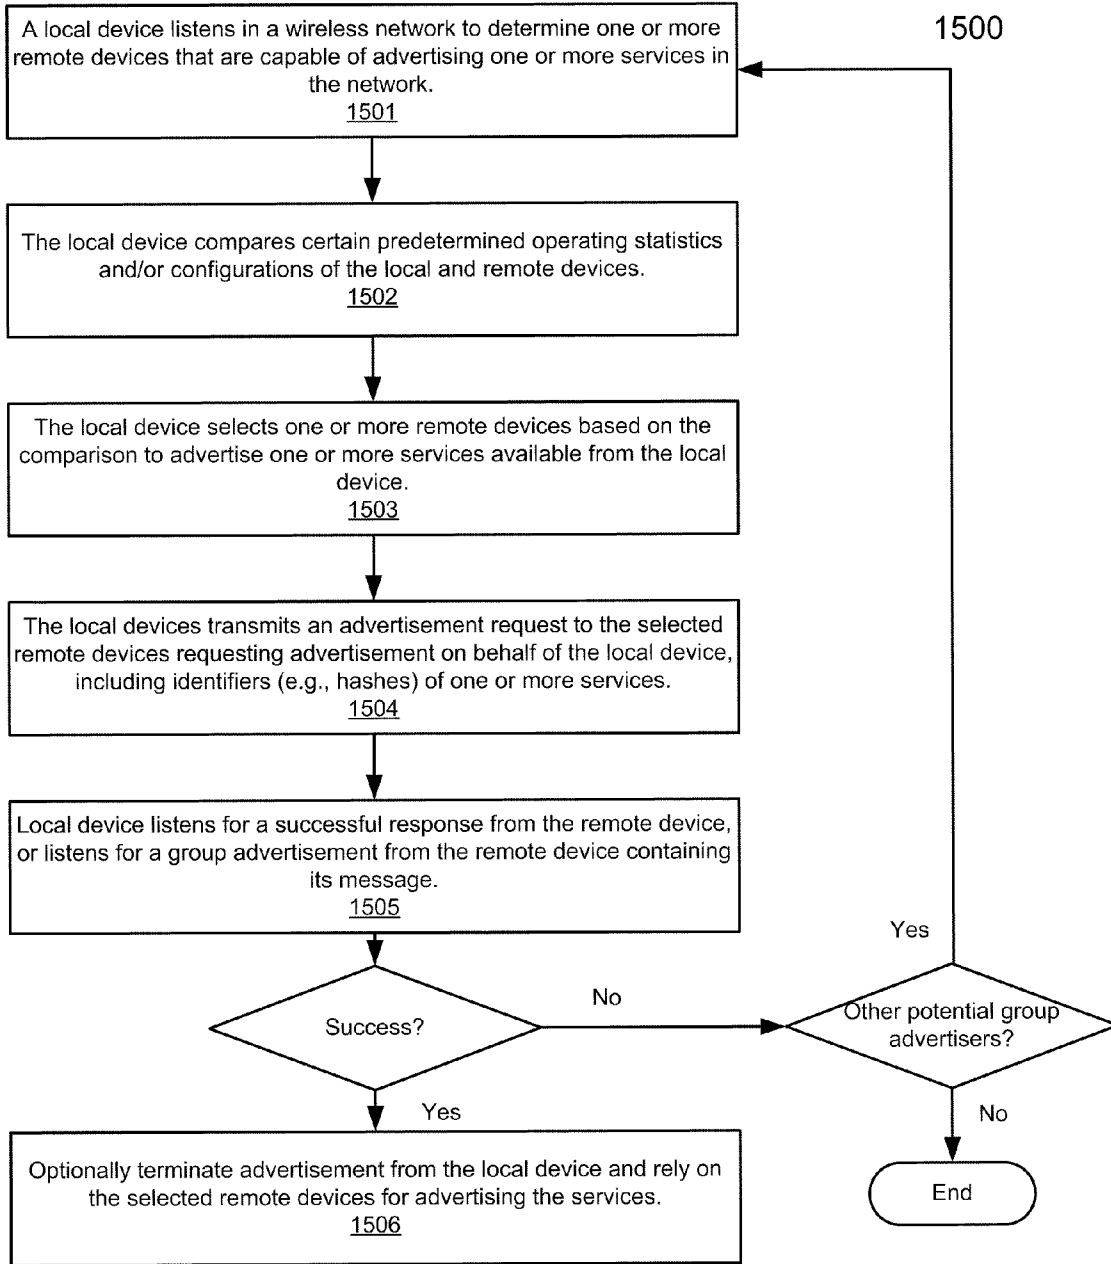 1500
A local device listens in a wireless network to determine one or more
remote devices that are capable of advertising one or more services in
the network.
1501
The local device compares certain predetermined operating statistics
and/or configurations of the local and remote devices.
1502
The local device selects one or more remote devices based on the
comparison to advertise one or more services available from the local
device.
1503
The local devices transmits an advertisement request to the selected
remote devices requesting advertisement on behalf of the local device,
including identifiers (e.g., hashes) of one or more services.
1504
Local device listens for a successful response from the remote device,
or listens for a group advertisement from the remote device containing
its message.
1505
Success?
No
Other potential group
advertisers?
Yes
No
End
Yes
Optionally terminate advertisement from the local device and rely on
the selected remote devices for advertising the services.
1506